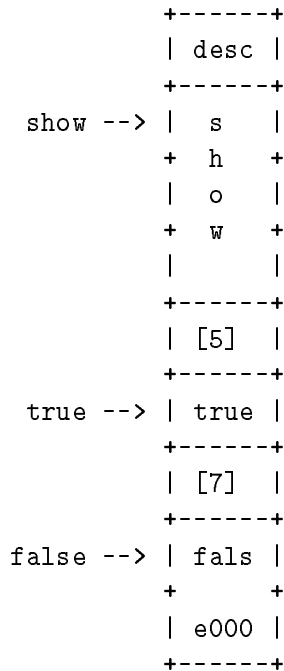 +------+
| desc |
+------+
show --> | s |
+ h +
| o |
+ w +
| |
+------+
| [5] |
+------+
true --> | true |
+------+
| [7] |
+------+
false --> | fals |
+ +
| e000 |
+------+